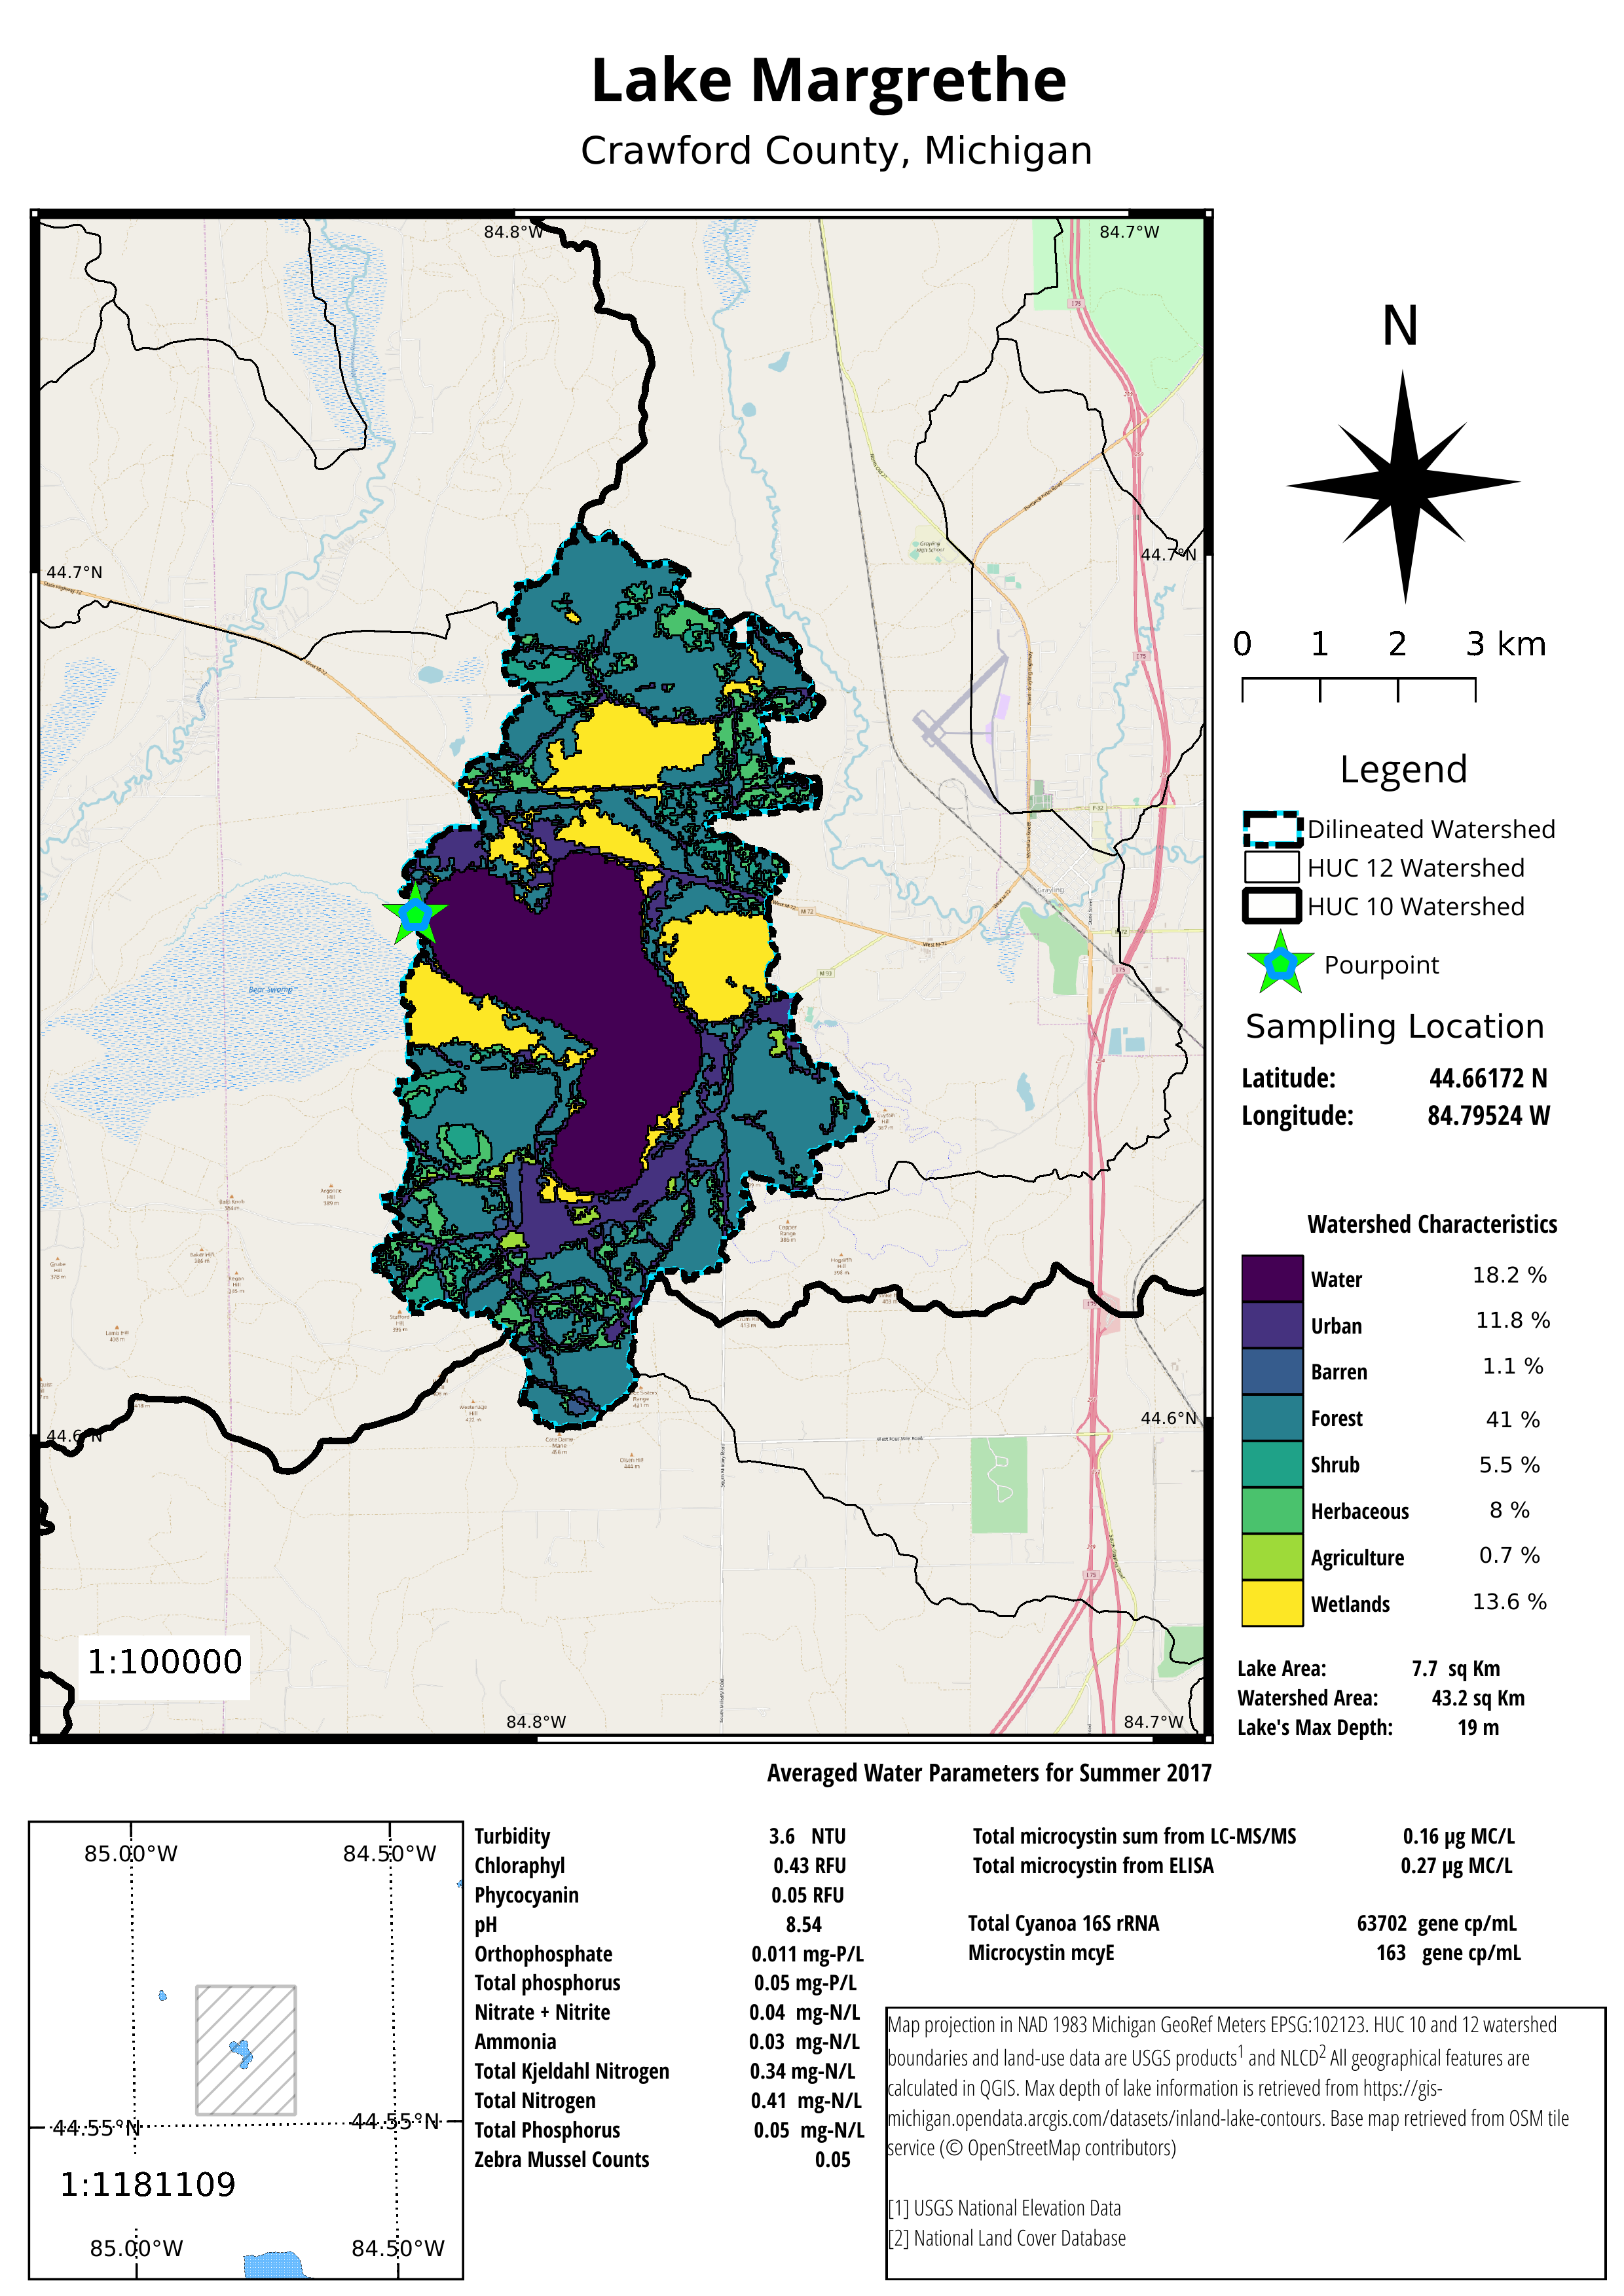 Lake Margrethe
Crawford County, Michigan
84.8°W
84.7°W
44.7°N
44.7°N
Bear Swamp
Grayling
44.6°N
44.6°N
1:100000
84.8°W
84.7°W
N
0 1 2 3 km
Legend
Dilineated Watershed
HUC 12 Watershed
HUC 10 Watershed
Pourpoint
Sampling Location
Latitude: 44.66172 N
Longitude: 84.79524 W
Watershed Characteristics
Water 18.2 %
Urban 11.8 %
Barren 1.1 %
Forest 41 %
Shrub 5.5 %
Herbaceous 8 %
Agriculture 0.7 %
Wetlands 13.6 %
Lake Area: 7.7 sq Km
Watershed Area: 43.2 sq Km
Lake's Max Depth: 19 m
Averaged Water Parameters for Summer 2017
85.00°W 84.50°W
44.55°N 44.55°N
1:1181109
85.00°W 84.50°W
Turbidity 3.6 NTU
Chloraphyl 0.43 RFU
Phycocyanin 0.05 RFU
pH 8.54
Orthophosphate 0.011 mg-P/L
Total phosphorus 0.05 mg-P/L
Nitrate + Nitrite 0.04 mg-N/L
Ammonia 0.03 mg-N/L
Total Kjeldahl Nitrogen 0.34 mg-N/L
Total Nitrogen 0.41 mg-N/L
Total Phosphorus 0.05 mg-N/L
Zebra Mussel Counts 0.05
Total microcystin sum from LC-MS/MS 0.16 µg MC/L
Total microcystin from ELISA 0.27 µg MC/L
Total Cyanoa 16S rRNA 63702 gene cp/mL
Microcystin mcyE 163 gene cp/mL
Map projection in NAD 1983 Michigan GeoRef Meters EPSG:102123. HUC 10 and 12 watershed
boundaries and land-use data are USGS products1 and NLCD2 All geographical features are
calculated in QGIS. Max depth of lake information is retrieved from https://gis-
michigan.opendata.arcgis.com/datasets/inland-lake-contours. Base map retrieved from OSM tile
service (© OpenStreetMap contributors)
[1] USGS National Elevation Data
[2] National Land Cover Database